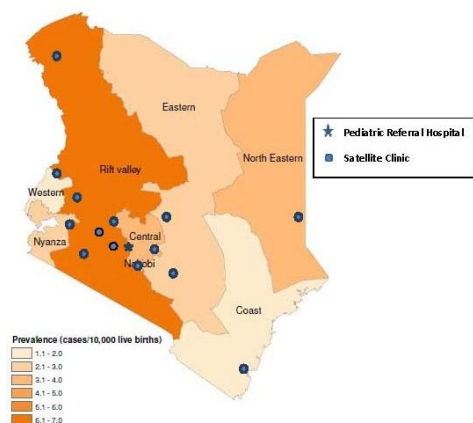 Eastern
Pediatric Referral Hospital
Satellite Clinic
North Eastern
Rift valley
Western
Nyanza
Central
Nairobi
Coast
Prevalence (cases/10,000 live births)
1.1 - 2.0
2.1 - 3.0
3.1 - 4.0
4.1 - 5.0
5.1 - 6.0
6.1 - 7.0